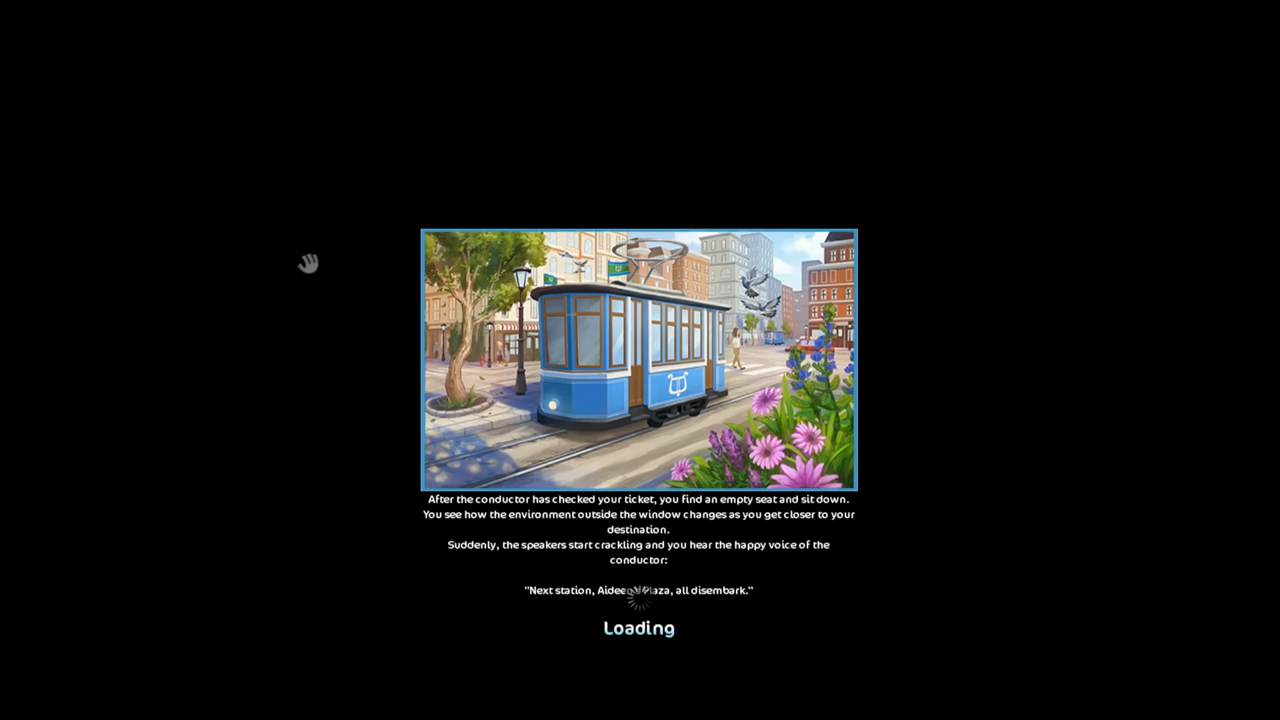 After the conductor has checked your ticket, you find an empty seat and sit down.
You see how the environment outside the window changes as you get closer to your
destination.
Suddenly, the speakers start crackling and you hear the happy voice of the
conductor:
"Next station, Aideen's Plaza, all disembark."
Loading